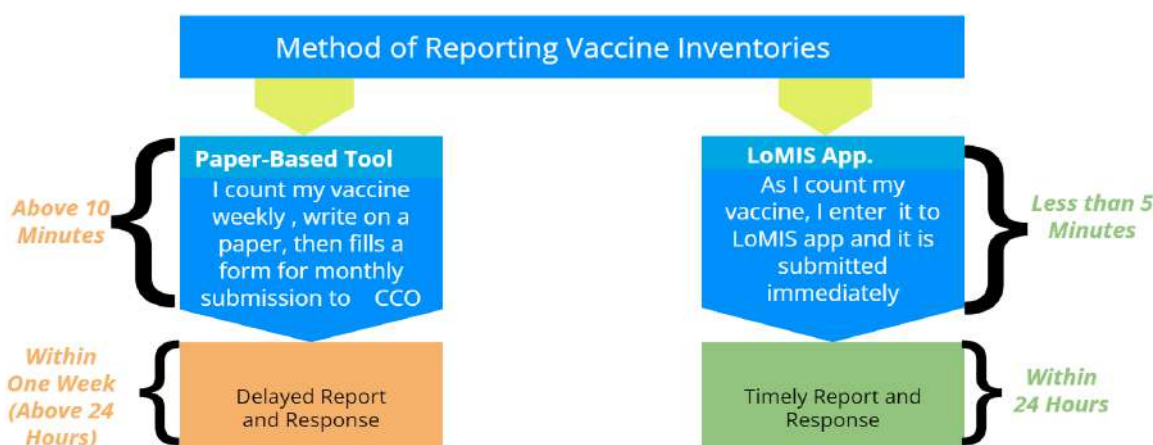 Method of Reporting Vaccine Inventories
Paper-Based Tool
I count my vaccine
weekly , write on a
paper, then fills a
form for monthly
submission to CCO
Above 10
Minutes
Within
One Week
(Above 24
Hours)
Delayed Report
and Response
LoMIS App.
As I count my
vaccine, I enter it to
LoMIS app and it is
submitted
immediately
Less than 5
Minutes
Timely Report and
Response
Within
24 Hours